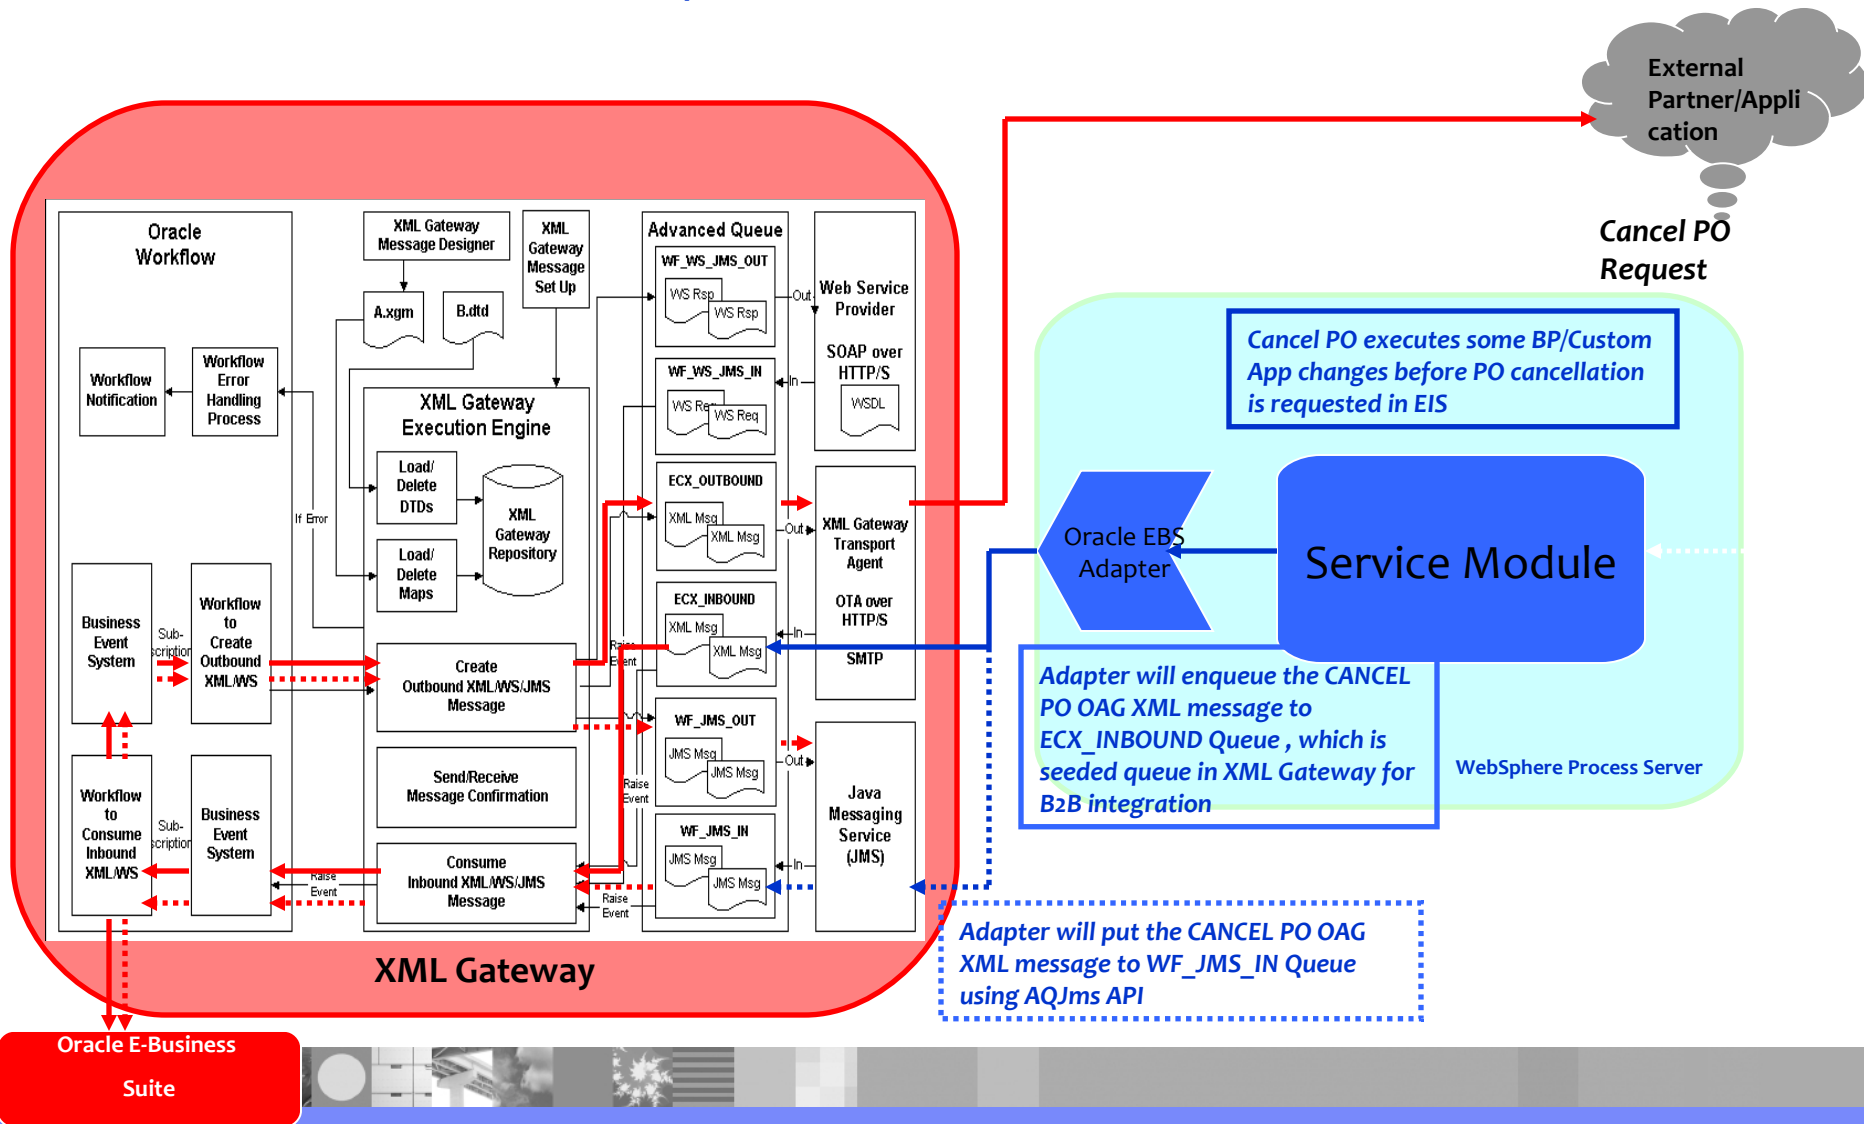 External
Partner/Appli
cation
Cancel PO
Request
Oracle
Workflow
XML Gateway
Message Designer
XML
Gateway
Message
Set Up
Advanced Queue
WF_WS_JMS_OUT
WS Rsp
WS Rsp
Out
Web Service
Provider
SOAP over
HTTP/S
WSDL
A.xgm
B.dtd
Workflow
Notification
Workflow
Error
Handling
Process
XML Gateway
Execution Engine
WF_WS_JMS_IN
WS Req
WS Req
In
Load/
Delete
DTDs
XML
Gateway
Repository
Load/
Delete
Maps
If Error
ECX_OUTBOUND
XML Msg
XML Msg
Out
XML Gateway
Transport
Agent
OTA over
HTTP/S
SMTP
ECX_INBOUND
XML Msg
XML Msg
In
Business
Event
System
Sub-
scription
Workflow
to
Create
Outbound
XML/WS
Create
Outbound XML/WS/JMS
Message
Raise
Event
WF_JMS_OUT
JMS Msg
JMS Msg
Out
Send/Receive
Message Confirmation
Raise
Event
Java
Messaging
Service
(JMS)
Workflow
to
Consume
Inbound
XML/WS
Sub-
scription
Business
Event
System
Raise
Event
Consume
Inbound XML/WS/JMS
Message
Raise
Event
WF_JMS_IN
JMS Msg
JMS Msg
In
XML Gateway
Cancel PO executes some BP/Custom
App changes before PO cancellation
is requested in EIS
Oracle EBS
Adapter
Service Module
Adapter will enqueue the CANCEL
PO OAG XML message to
ECX_INBOUND Queue , which is
seeded queue in XML Gateway for
B2B integration
WebSphere Process Server
Adapter will put the CANCEL PO OAG
XML message to WF_JMS_IN Queue
using AQJms API
Oracle E-Business
Suite